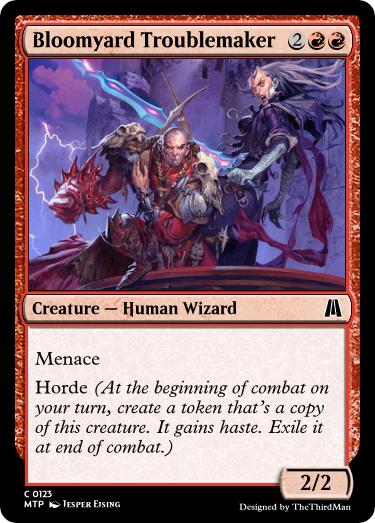 Bloomyard Troublemaker 2
Creature — Human Wizard
Menace
Horde (At the beginning of combat on
your turn, create a token that's a copy
of this creature. It gains haste. Exile it
at end of combat.)
2/2
C 0123
MTP Jesper Ejsing
Designed by TheThirdMan